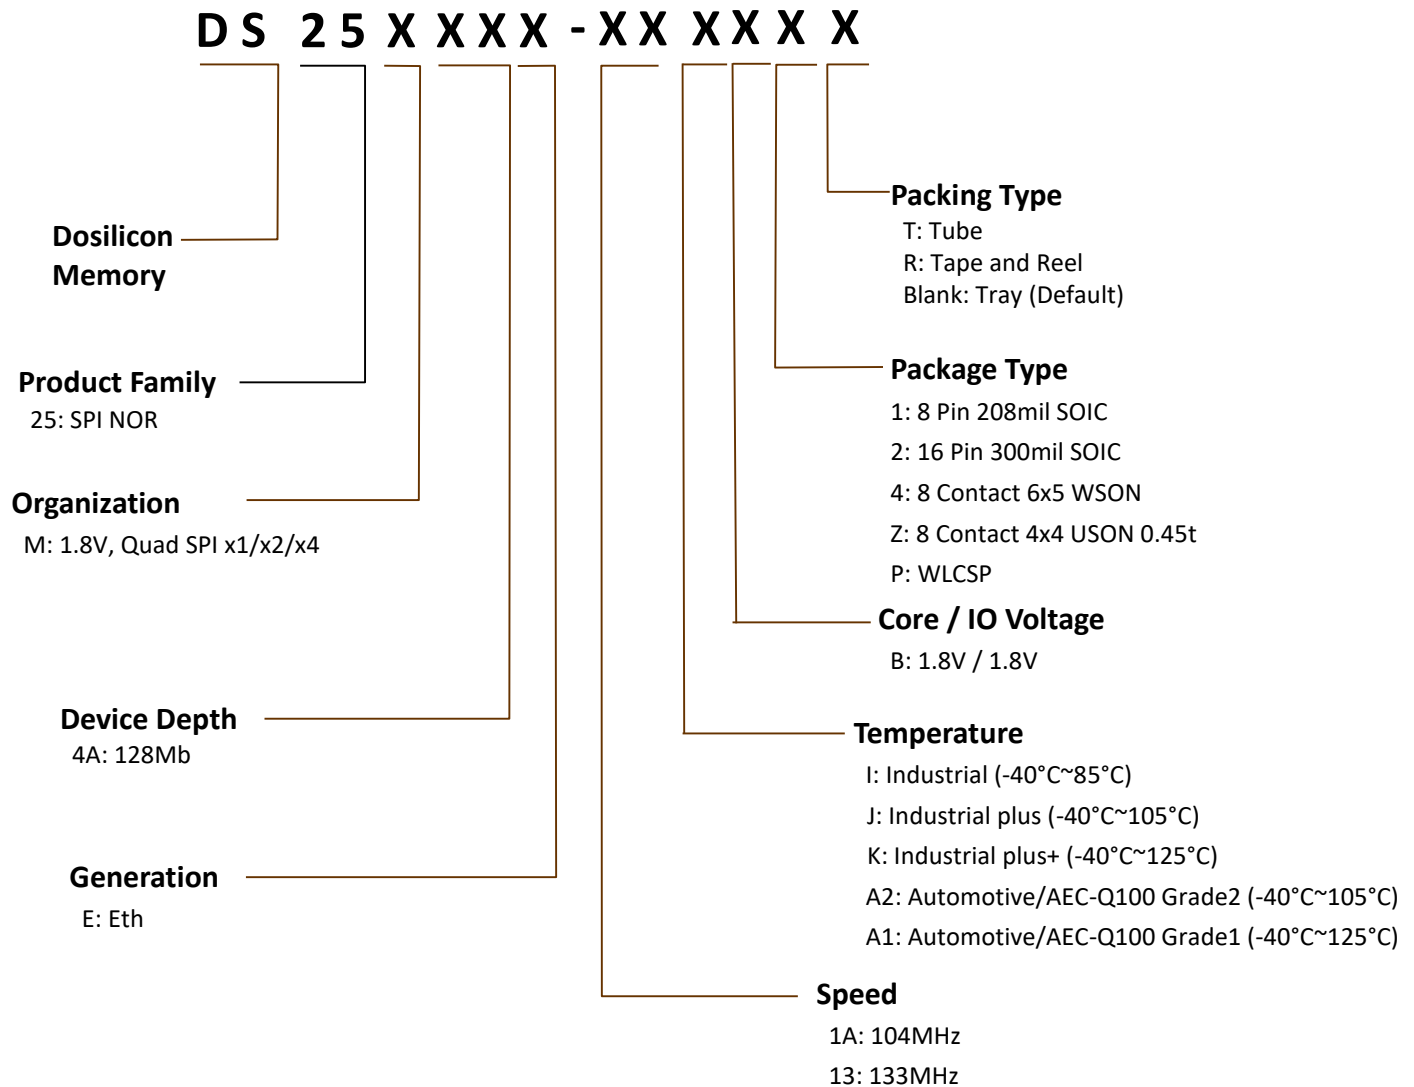 DS 25 X XX X - XX X X X X
Dosilicon
Memory
Product Family
25: SPI NOR
Organization
M: 1.8V, Quad SPI x1/x2/x4
Device Depth
4A: 128Mb
Generation
E: Eth
Packing Type
T: Tube
R: Tape and Reel
Blank: Tray (Default)
Package Type
1: 8 Pin 208mil SOIC
2: 16 Pin 300mil SOIC
4: 8 Contact 6x5 WSON
Z: 8 Contact 4x4 USON 0.45t
P: WLCSP
Core / IO Voltage
B: 1.8V / 1.8V
Temperature
I: Industrial (-40°C~85°C)
J: Industrial plus (-40°C~105°C)
K: Industrial plus+ (-40°C~125°C)
A2: Automotive/AEC-Q100 Grade2 (-40°C~105°C)
A1: Automotive/AEC-Q100 Grade1 (-40°C~125°C)
Speed
1A: 104MHz
13: 133MHz